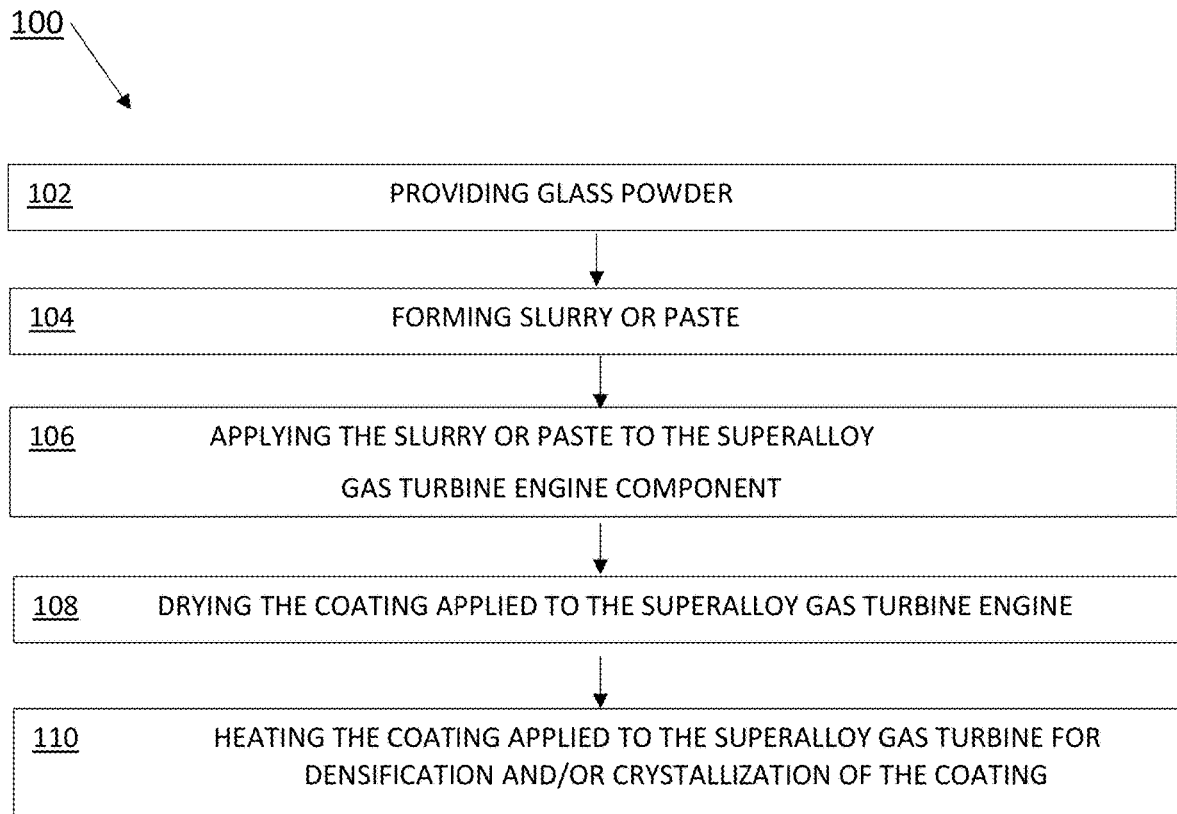 100
102 PROVIDING GLASS POWDER
104 FORMING SLURRY OR PASTE
106 APPLYING THE SLURRY OR PASTE TO THE SUPERALLOY
GAS TURBINE ENGINE COMPONENT
108 DRYING THE COATING APPLIED TO THE SUPERALLOY GAS TURBINE ENGINE
110 HEATING THE COATING APPLIED TO THE SUPERALLOY GAS TURBINE FOR
DENSIFICATION AND/OR CRYSTALLIZATION OF THE COATING